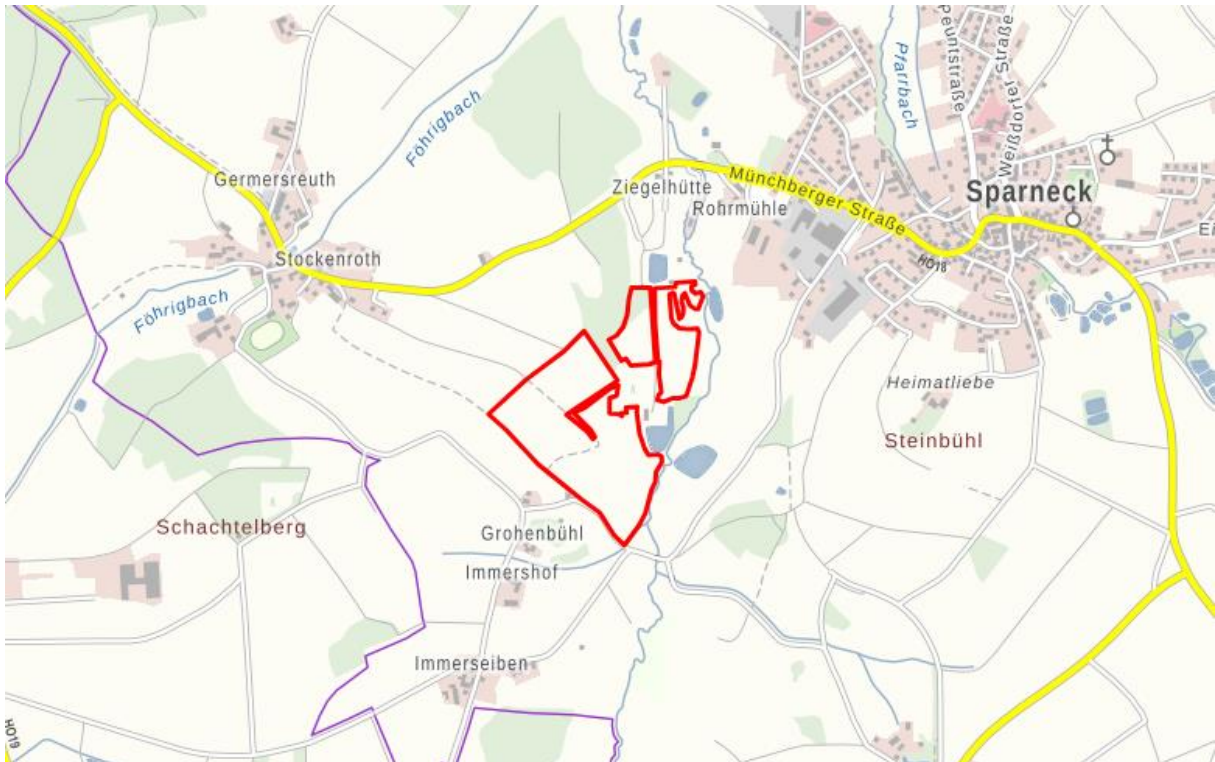 Peuntstraße
Weißdorfer Straße
Pfarrbach
Föhrigbach
Germersreuth
Ziegelhütte
Rohrmühle
Münchberger Straße
Sparneck
Ei
Stockenroth
HO18
Föhrigbach
Heimatliebe
Steinbühl
Schachtelberg
Grohenbühl
Immershof
Immerseiben
HO19